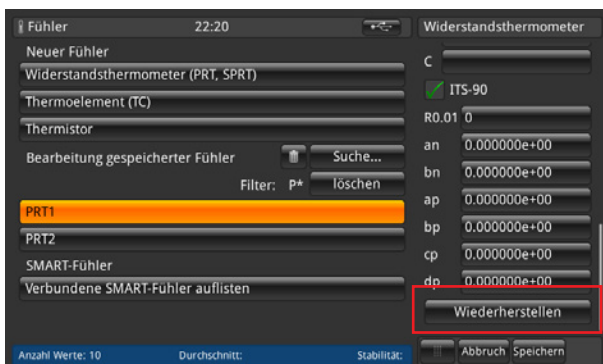 Fühler 22:20
Neuer Fühler
Widerstandsthermometer (PRT, SPRT)
Thermoelement (TC)
Thermistor
Bearbeitung gespeicherter Fühler Suche...
Filter: P* löschen
PRT1
PRT2
SMART-Fühler
Verbundene SMART-Fühler auflisten
Anzahl Werte: 10 Durchschnitt: Stabilität:
Widerstandsthermometer
C
ITS-90
R0.01 0
an 0.000000e+00
bn 0.000000e+00
ap 0.000000e+00
bp 0.000000e+00
cp 0.000000e+00
dp 0.000000e+00
Wiederherstellen
Abbruch Speichern